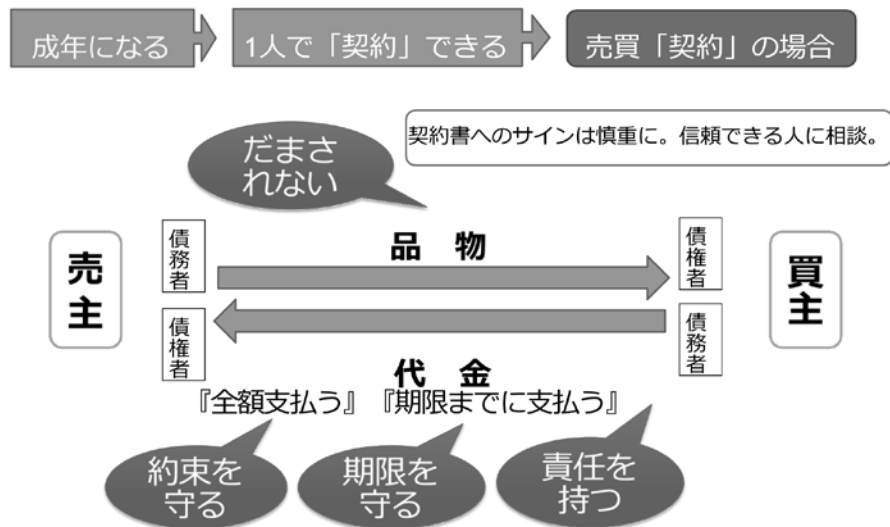 成年になる
1人で「契約」できる
売買「契約」の場合
契約書へのサインは慎重に。信頼できる人に相談。
だまさ
れない
売
主
債務者
債権者
品 物
代 金
債権者
債務者
買
主
『全額支払う』『期限までに支払う』
約束を
守る
期限を
守る
責任を
持つ